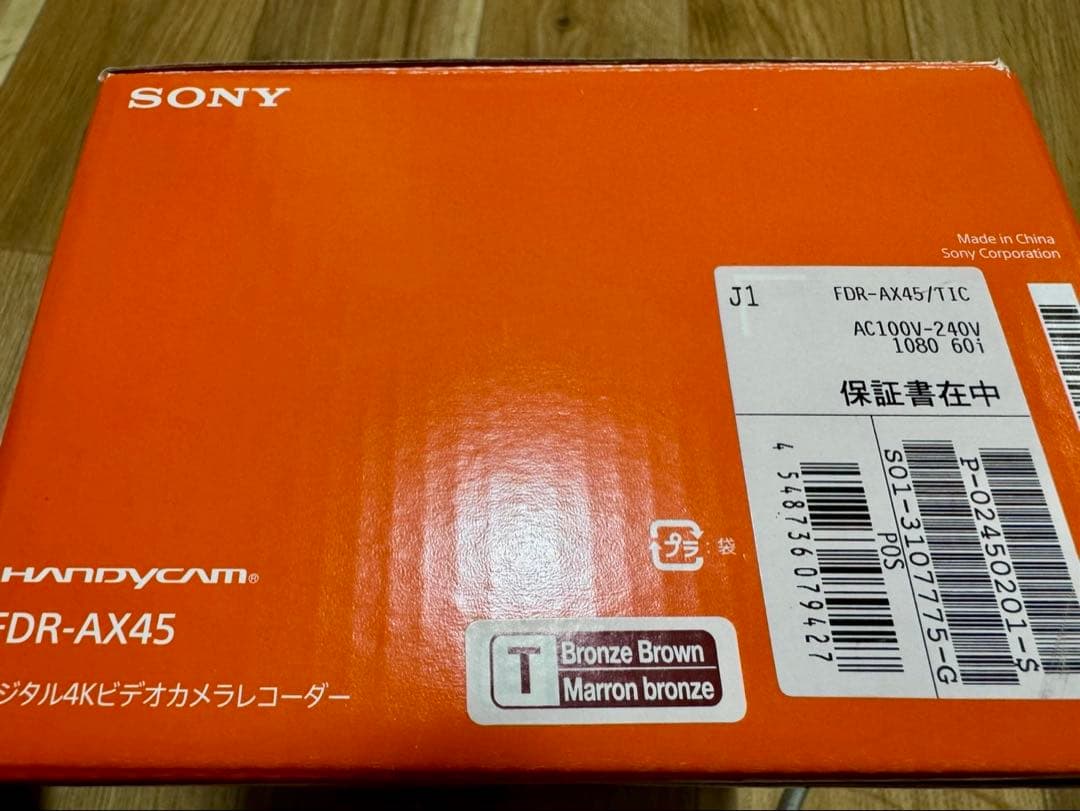 SONY
Made in China
Sony Corporation
J1
FDR-AX45/TIC
AC100V-240V
1080 60i
保証書在中
4 548736 079427
POS
S01-3107775-G
P-02450201-S
プラ 袋
HANDYCAM®
FDR-AX45
ジタル4Kビデオカメラレコーダー
T
Bronze Brown
Marron bronze